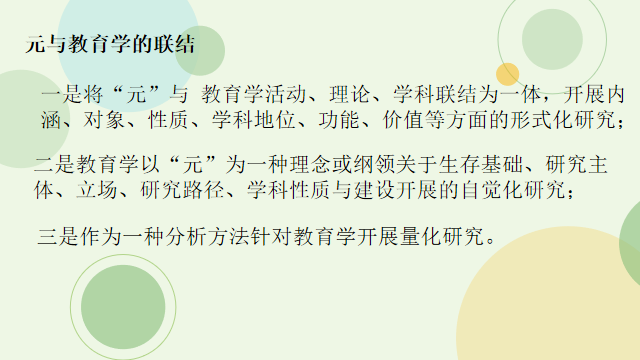 元与教育学的联结
一是将“元”与 教育学活动、理论、学科联结为一体，开展内
涵、对象、性质、学科地位、功能、价值等方面的形式化研究；
二是教育学以“元”为一种理念或纲领关于生存基础、研究主
体、立场、研究路径、学科性质与建设开展的自觉化研究；
三是作为一种分析方法针对教育学开展量化研究。